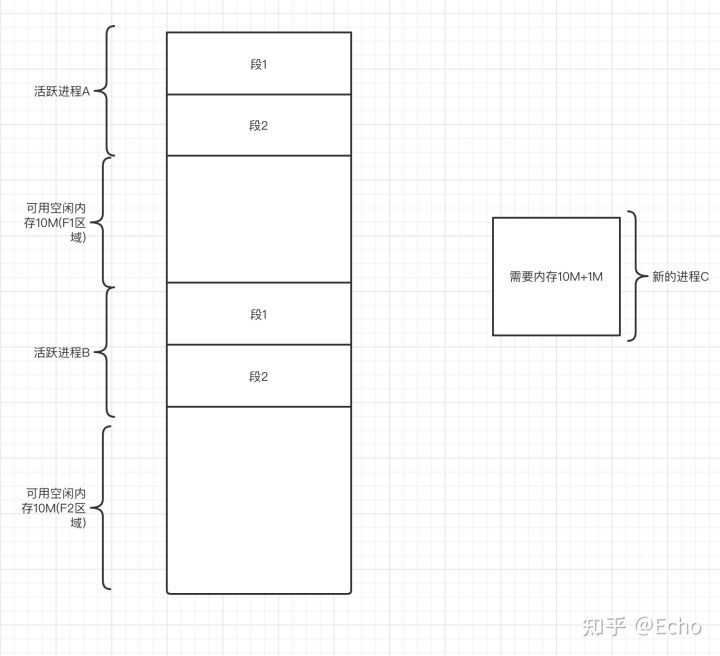 段1
活跃进程A
段2
可用空闲内
存10M(F1区
域)
需要内存10M+1M
新的进程C
段1
活跃进程B
段2
可用空闲内
存10M(F2区
域)
知乎 @Echo